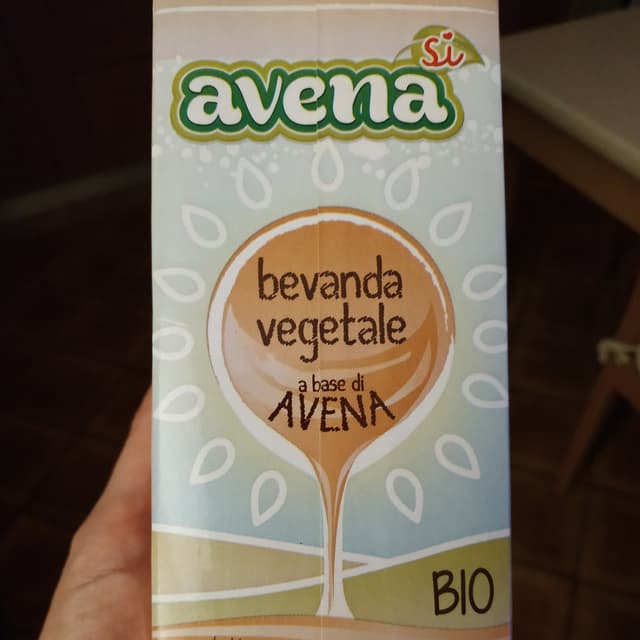 Sì
avena
bevanda
vegetale
a base di
AVENA
BIO